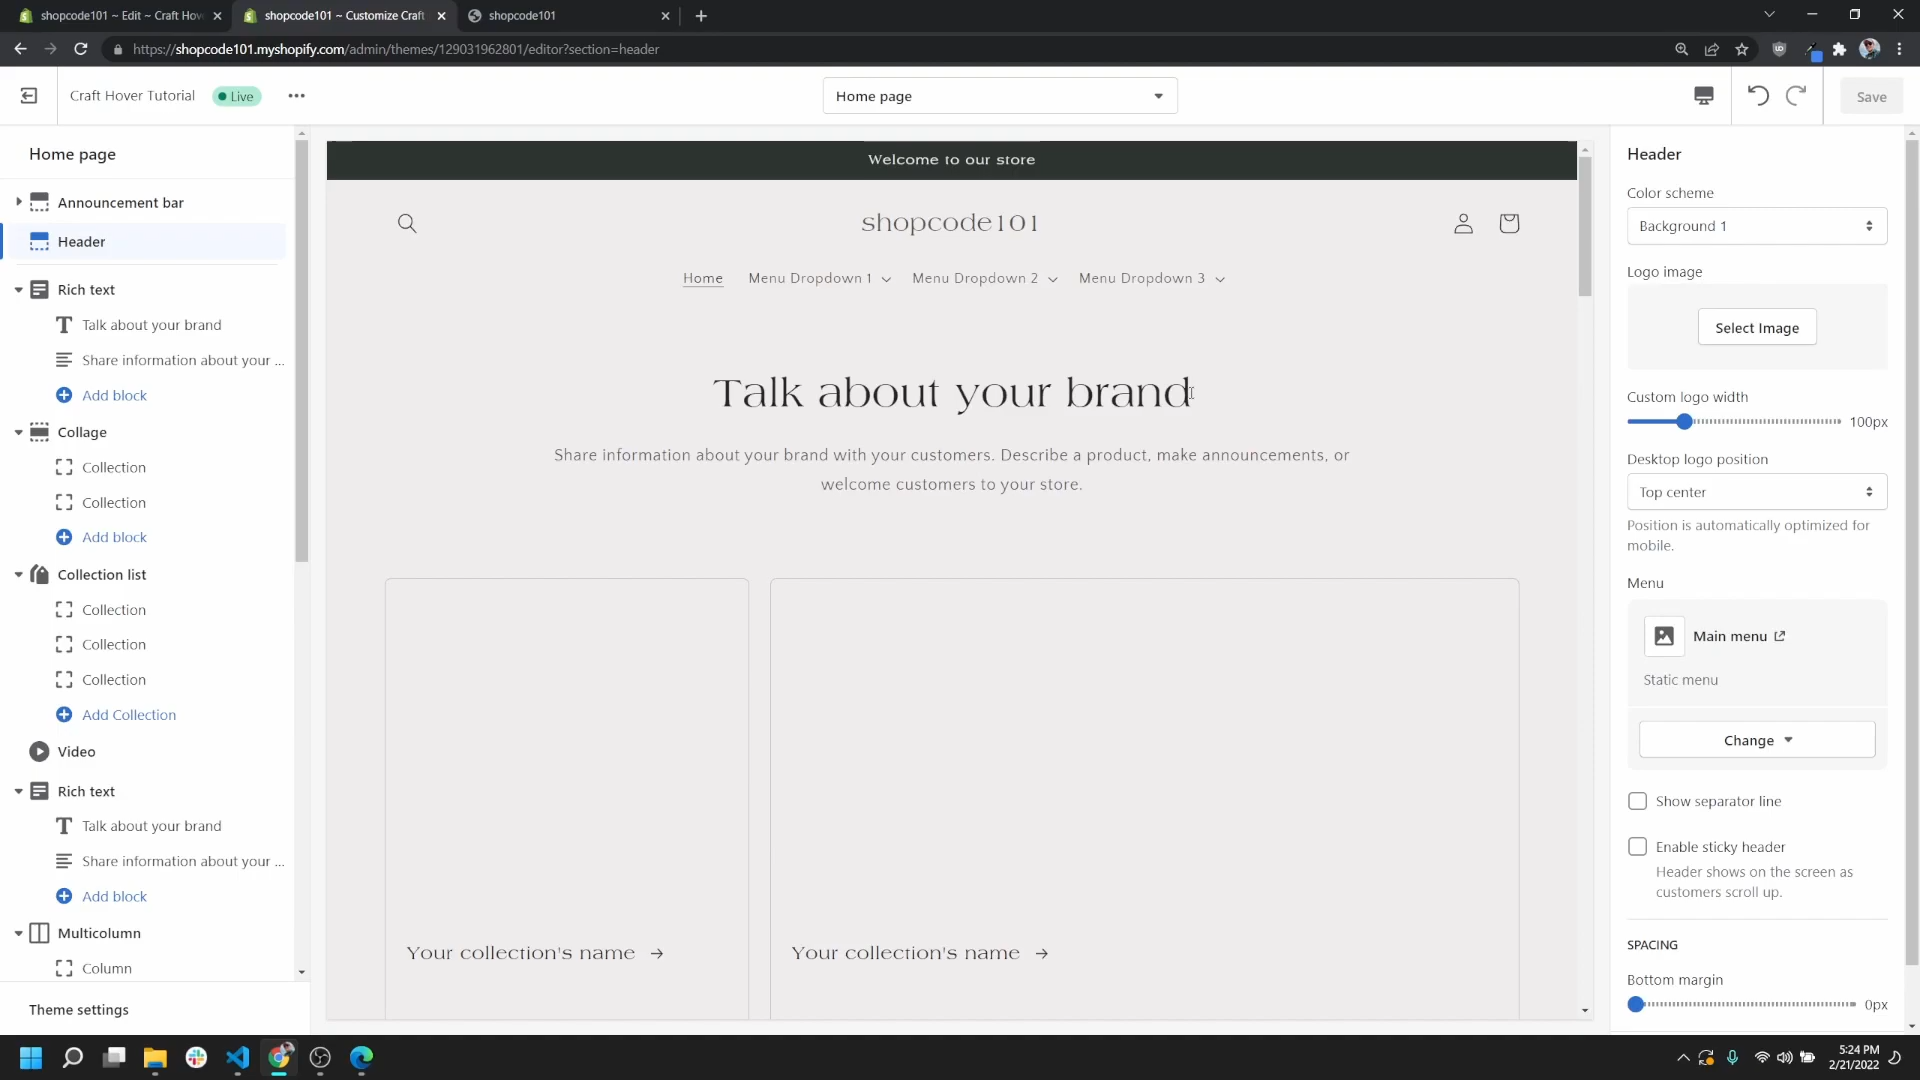 shopcode101 ~ Edit ~ Craft Hov
shopcode101 ~ Customize Craft
shopcode101
https://shopcode101.myshopify.com/admin/themes/129031962801/editor?section=header
Craft Hover Tutorial
Live
Home page
Save
Home page
Announcement bar
Header
Rich text
Talk about your brand
Share information about your ...
Add block
Collage
Collection
Collection
Add block
Collection list
Collection
Collection
Collection
Add Collection
Video
Rich text
Talk about your brand
Share information about your ...
Add block
Multicolumn
Column
Theme settings
Welcome to our store
shopcode101
Home Menu Dropdown 1 Menu Dropdown 2 Menu Dropdown 3
Talk about your brand
Share information about your brand with your customers. Describe a product, make announcements, or
welcome customers to your store.
Your collection's name →
Your collection's name →
Header
Color scheme
Background 1
Logo image
Select Image
Custom logo width
100px
Desktop logo position
Top center
Position is automatically optimized for
mobile.
Menu
Main menu
Static menu
Change
Show separator line
Enable sticky header
Header shows on the screen as
customers scroll up.
SPACING
Bottom margin
0px
5:24 PM
2/21/2022